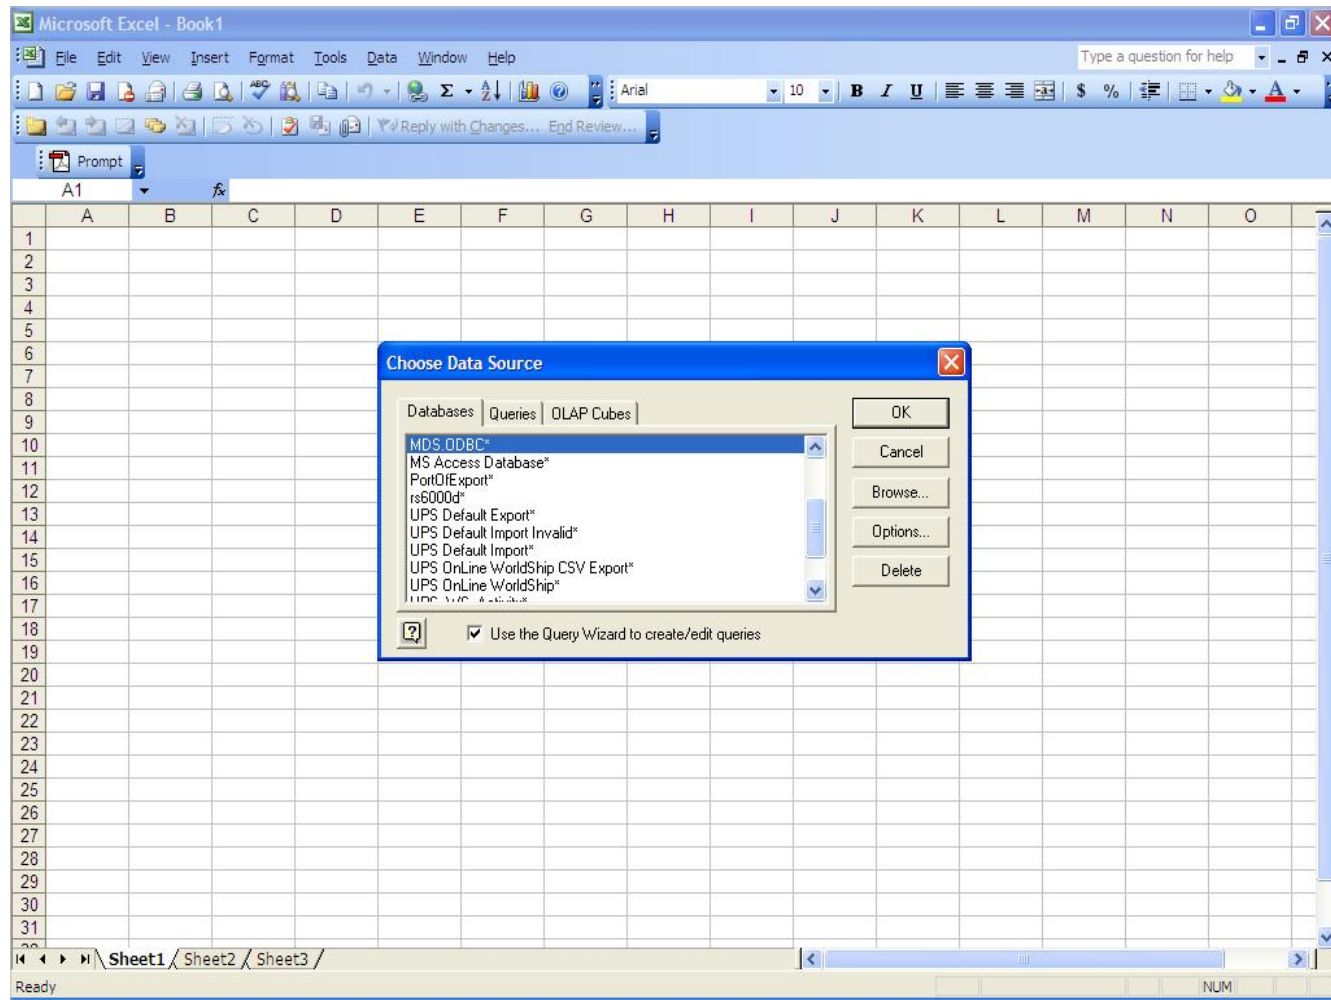 Microsoft Excel - Book1
File Edit View Insert Format Tools Data Window Help Type a question for help
ABC Σ A Z Arial 10 B I U $ % A
Reply with Changes... End Review...
Prompt
A1 fx
A B C D E F G H I J K L M N O
1
2
3
4
5
6
7
8
9
10
11
12
13
14
15
16
17
18
19
20
21
22
23
24
25
26
27
28
29
30
31
Choose Data Source
Databases Queries OLAP Cubes
MDS.ODBC*
MS Access Database*
PortOfExport*
rs6000d*
UPS Default Export*
UPS Default Import Invalid*
UPS Default Import*
UPS OnLine WorldShip CSV Export*
UPS OnLine WorldShip*
OK
Cancel
Browse...
Options...
Delete
Use the Query Wizard to create/edit queries
Sheet1 Sheet2 Sheet3
Ready NUM